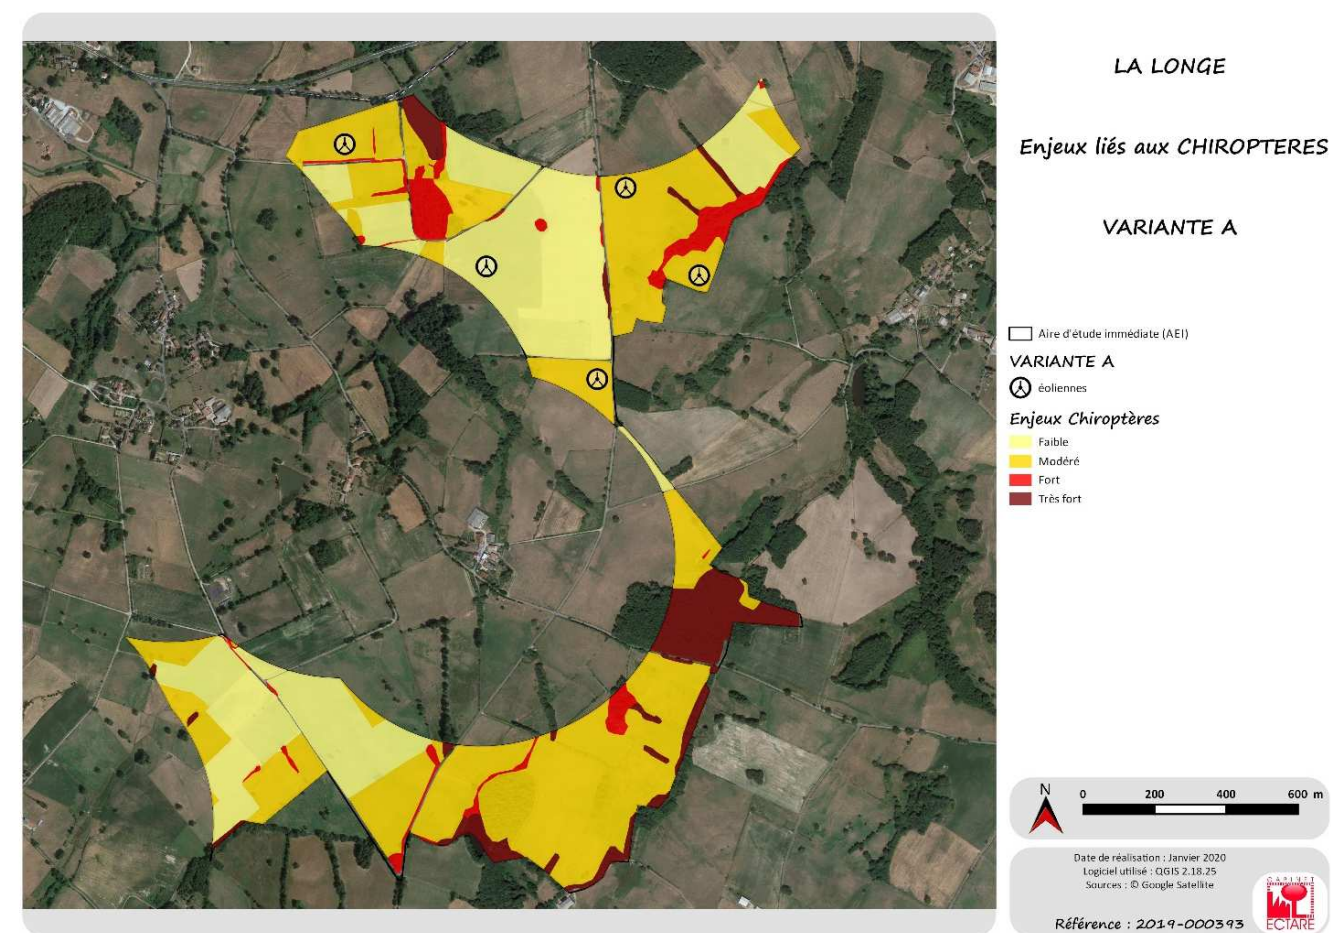 LA LONGE
Enjeux liés aux CHIROPTERES
VARIANTE A
Aire d'étude immédiate (AEI)
VARIANTE A
éoliennes
Enjeux Chiroptères
Faible
Modéré
Fort
Très fort
N
0 200 400 600 m
Date de réalisation : Janvier 2020
Logiciel utilisé : QGIS 2.18.25
Sources : © Google Satellite
Référence : 2019-000393
CABINET
ECTARE